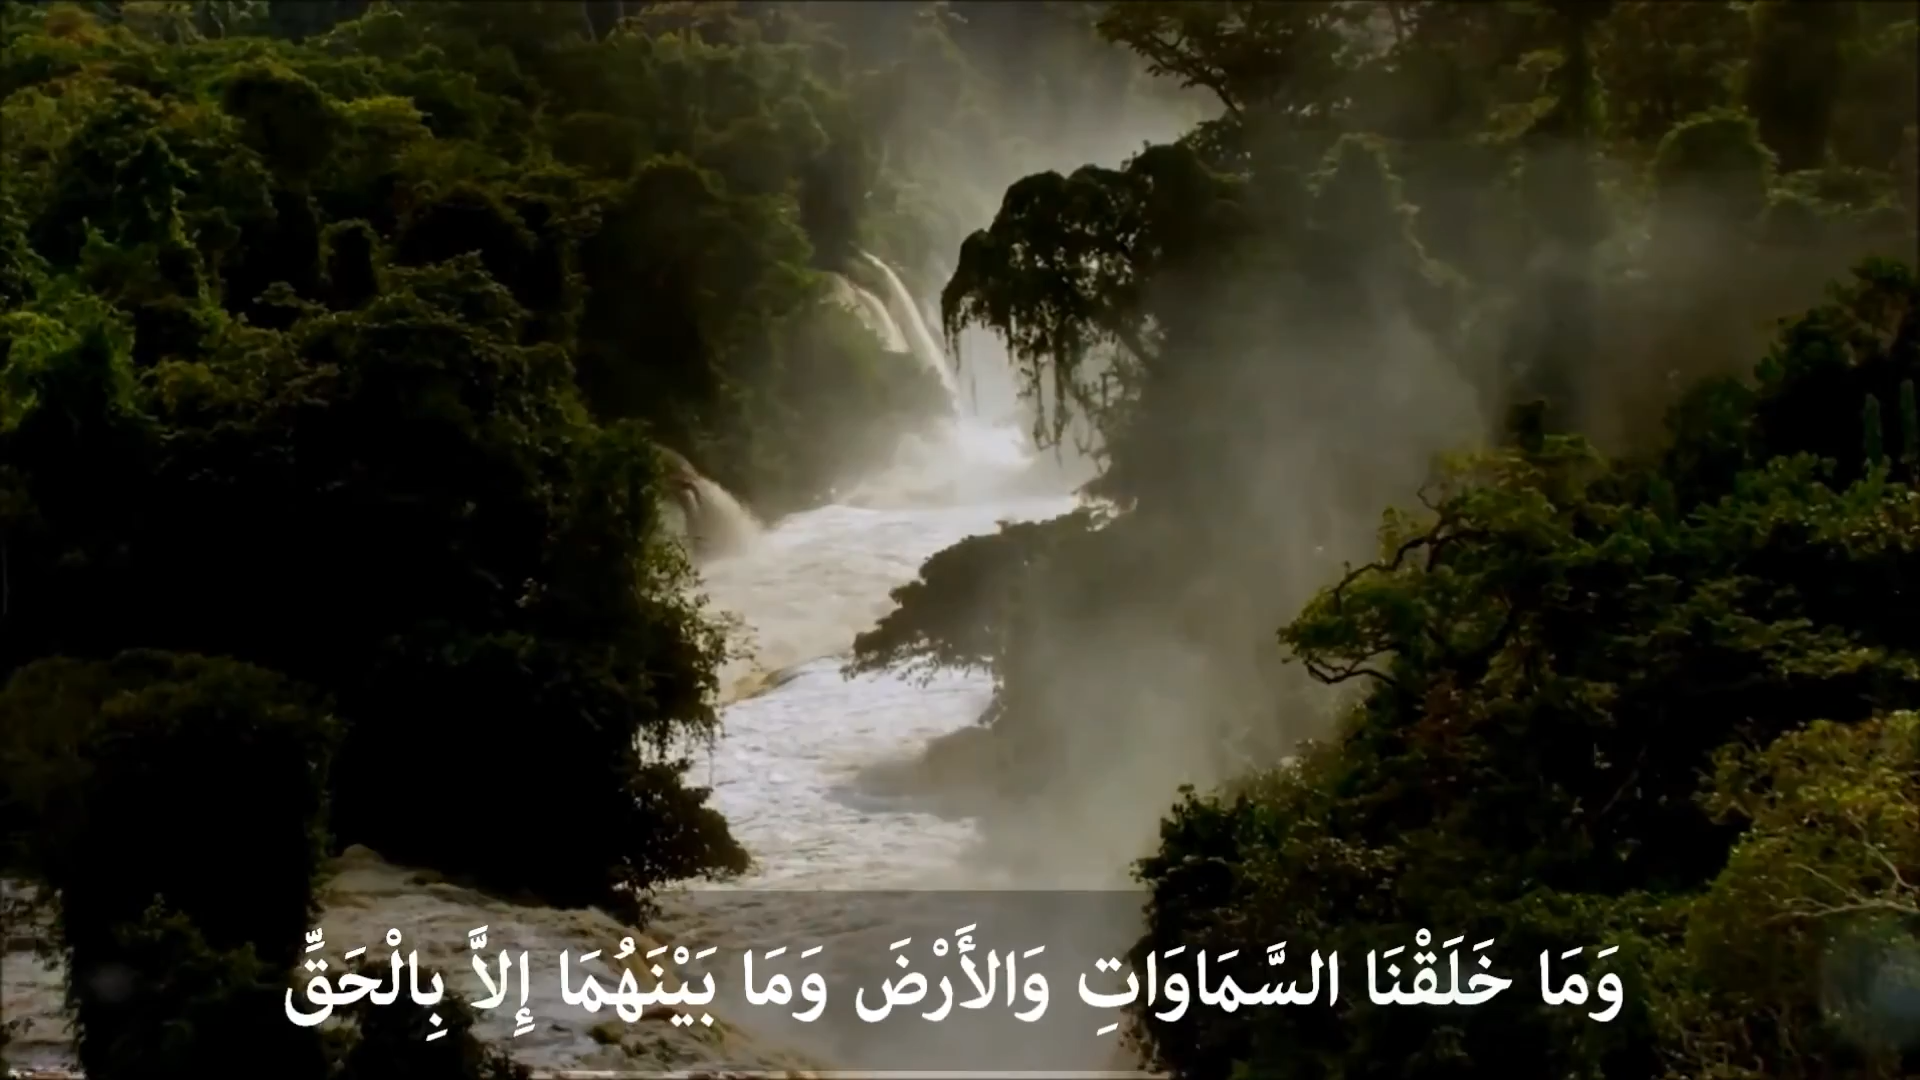 وَمَا خَلَقْنَا السَّمَاوَاتِ وَالأَرْضَ وَمَا بَيْنَهُمَا إِلاَّ بِالْحَقِّ